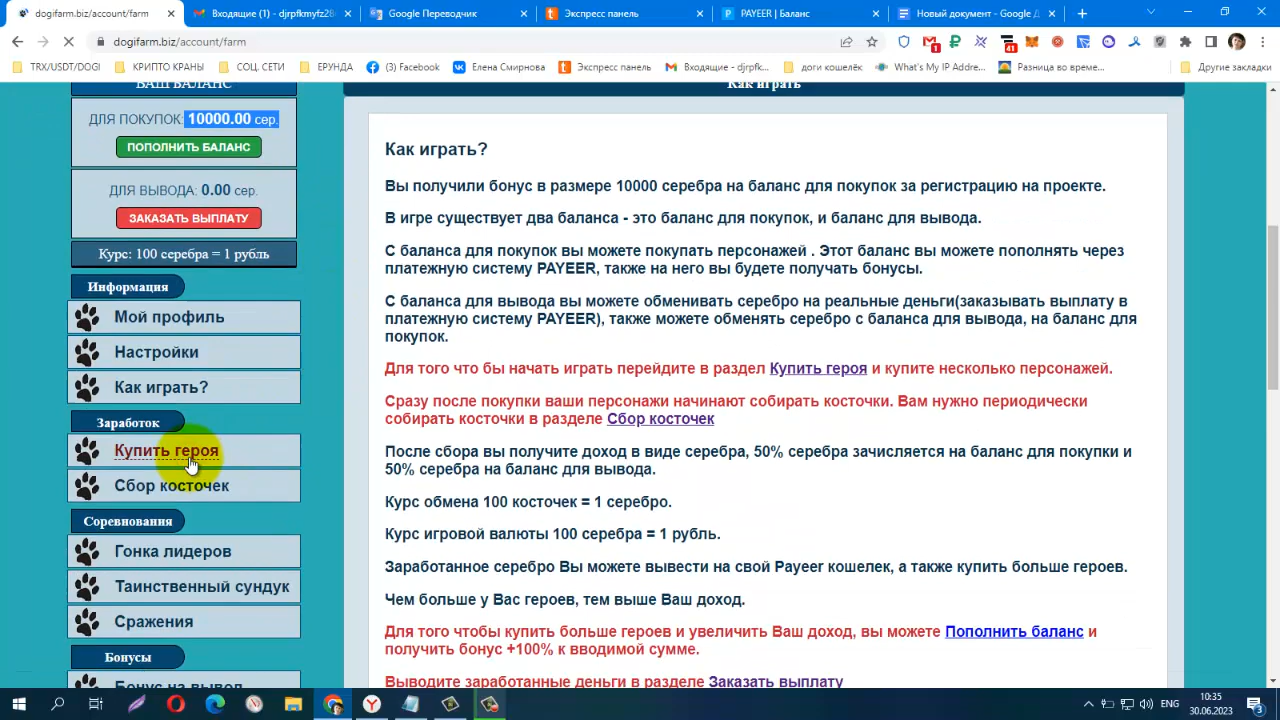 dogifarm.biz/account/farm
Входящие (1) - djrpfkmyfz28
Google Переводчик
Экспресс панель
PAYEER | Баланс
Новый документ - Google Д
dogifarm.biz/account/farm
1
41
TRX/USDT/DOGI
КРИПТО КРАНЫ
СОЦ. СЕТИ
ЕРУНДА
(3) Facebook
Елена Смирнова
Экспресс панель
Входящие - djrpfk...
доги кошелёк
What's My IP Addre...
Разница во време...
Другие закладки
ВАШ БАЛАНС
ДЛЯ ПОКУПОК: 10000.00 сер.
ПОПОЛНИТЬ БАЛАНС
ДЛЯ ВЫВОДА: 0.00 сер.
ЗАКАЗАТЬ ВЫПЛАТУ
Курс: 100 серебра = 1 рубль
Информация
Мой профиль
Настройки
Как играть?
Заработок
Купить героя
Сбор косточек
Соревнования
Гонка лидеров
Таинственный сундук
Сражения
Бонусы
Бонус на вывод
Как играть
Как играть?
Вы получили бонус в размере 10000 серебра на баланс для покупок за регистрацию на проекте.
В игре существует два баланса - это баланс для покупок, и баланс для вывода.
С баланса для покупок вы можете покупать персонажей . Этот баланс вы можете пополнять через
платежную систему PAYEER, также на него вы будете получать бонусы.
С баланса для вывода вы можете обменивать серебро на реальные деньги(заказывать выплату в
платежную систему PAYEER), также можете обменять серебро с баланса для вывода, на баланс для
покупок.
Для того что бы начать играть перейдите в раздел Купить героя и купите несколько персонажей.
Сразу после покупки ваши персонажи начинают собирать косточки. Вам нужно периодически
собирать косточки в разделе Сбор косточек
После сбора вы получите доход в виде серебра, 50% серебра зачисляется на баланс для покупки и
50% серебра на баланс для вывода.
Курс обмена 100 косточек = 1 серебро.
Курс игровой валюты 100 серебра = 1 рубль.
Заработанное серебро Вы можете вывести на свой Payeer кошелек, а также купить больше героев.
Чем больше у Вас героев, тем выше Ваш доход.
Для того чтобы купить больше героев и увеличить Ваш доход, вы можете Пополнить баланс и
получить бонус +100% к вводимой сумме.
Выводите заработанные деньги в разделе Заказать выплату
ENG
10:35
30.06.2023
3